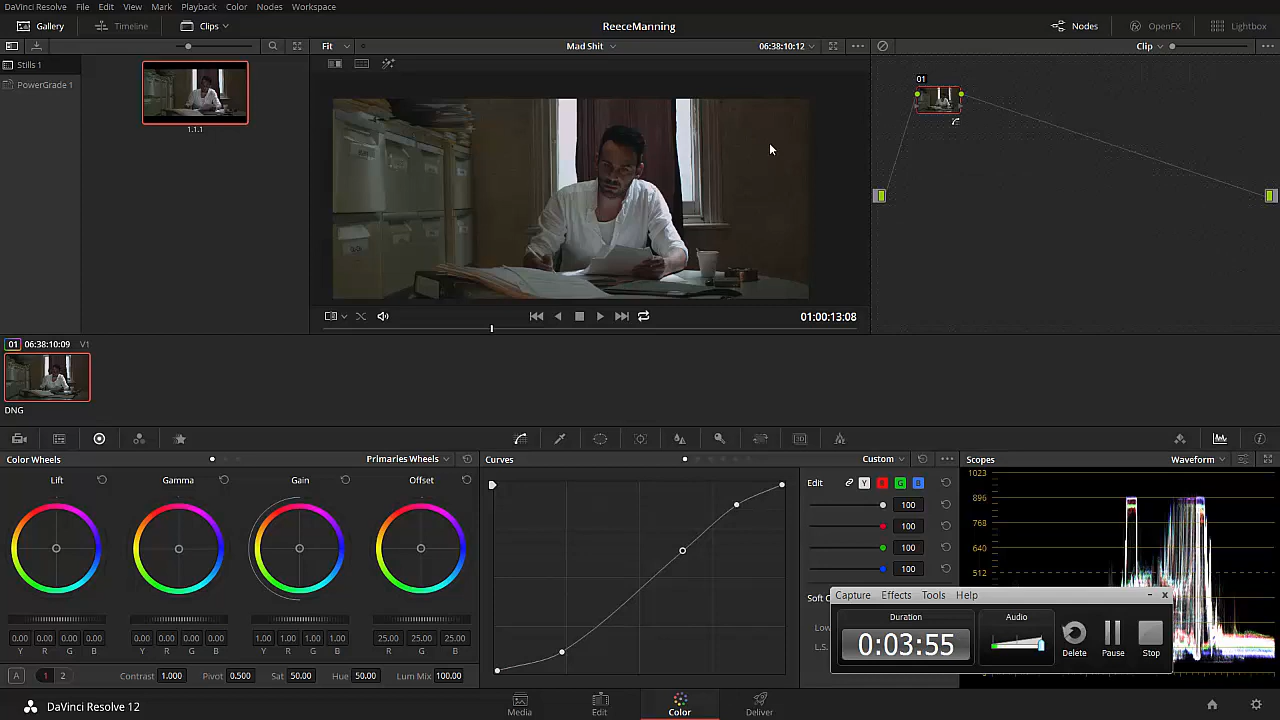 DaVinci Resolve File Edit View Mark Playback Color Nodes Workspace
Gallery Timeline Clips ReeceManning Nodes OpenFX Lightbox
Fit Mad Shit 06:38:10:12 Clip
Stills 1
PowerGrade 1
1.1.1
01
01:00:13:08
01 06:38:10:09 V1
DNG
Color Wheels Primaries Wheels Curves Custom Scopes Waveform
Lift Gamma Gain Offset
Edit Y R G B
100
100
100
100
1023
896
768
640
512
Soft C
Low
L.S.
Capture Effects Tools Help
Duration Audio
0:03:55
Delete Pause Stop
0.00 0.00 0.00 0.00 0.00 0.00 0.00 0.00 1.00 1.00 1.00 1.00 25.00 25.00 25.00
Y R G B Y R G B Y R G B R G B
A 1 2 Contrast 1.000 Pivot 0.500 Sat 50.00 Hue 50.00 Lum Mix 100.00
DaVinci Resolve 12 Media Edit Color Deliver